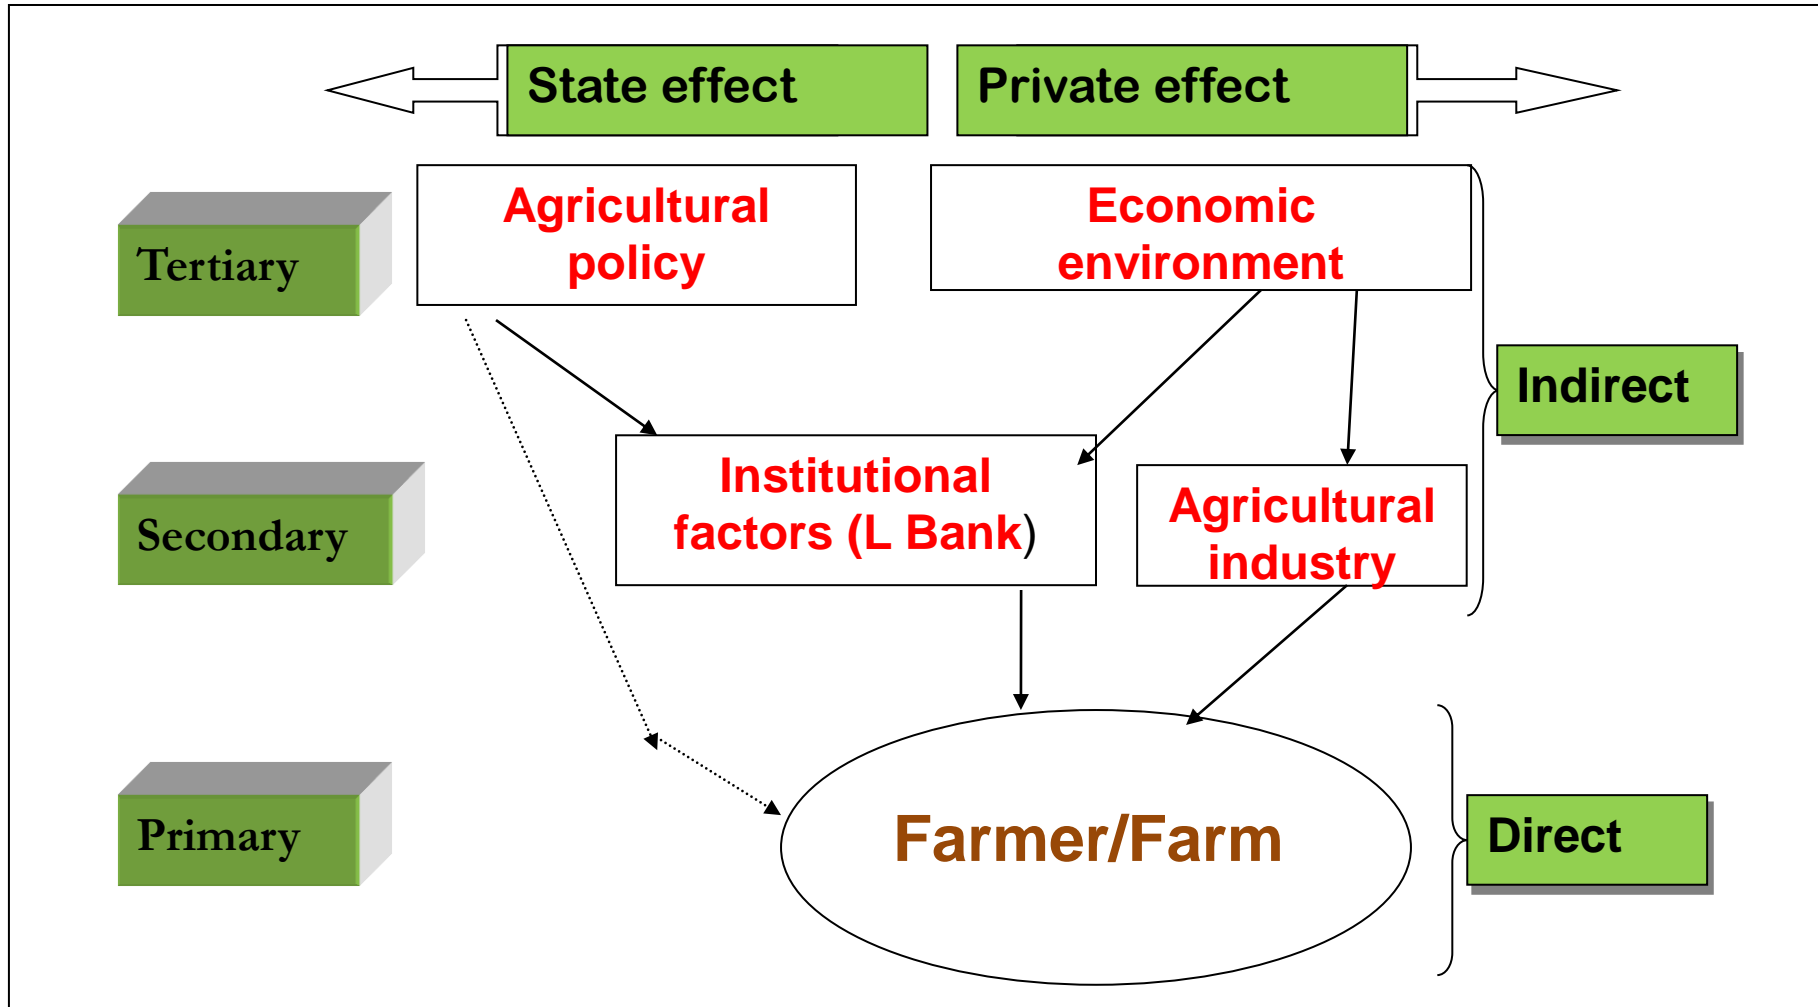 State effect
Private effect
Tertiary
Agricultural
policy
Economic
environment
Indirect
Secondary
Institutional
factors (L Bank)
Agricultural
industry
Primary
Farmer/Farm
Direct